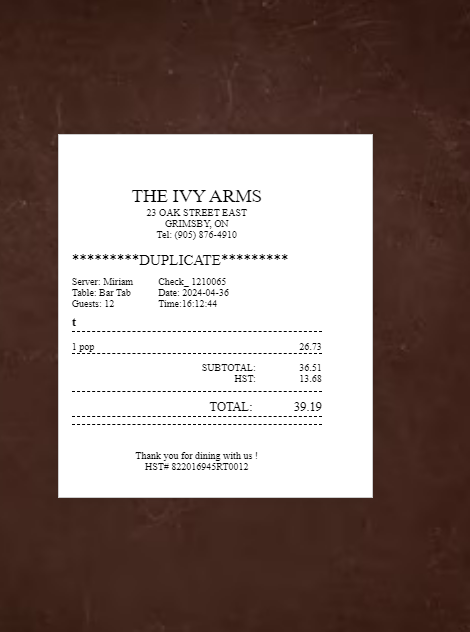 THE IVY ARMS
23 OAK STREET EAST
GRIMSBY, ON
Tel: (905) 876-4910
*********DUPLICATE*********
Server: Miriam Check_ 1210065
Table: Bar Tab Date: 2024-04-36
Guests: 12 Time:16:12:44
t
1 pop 26.73
SUBTOTAL: 36.51
HST: 13.68
TOTAL: 39.19
Thank you for dining with us !
HST# 822016945RT0012